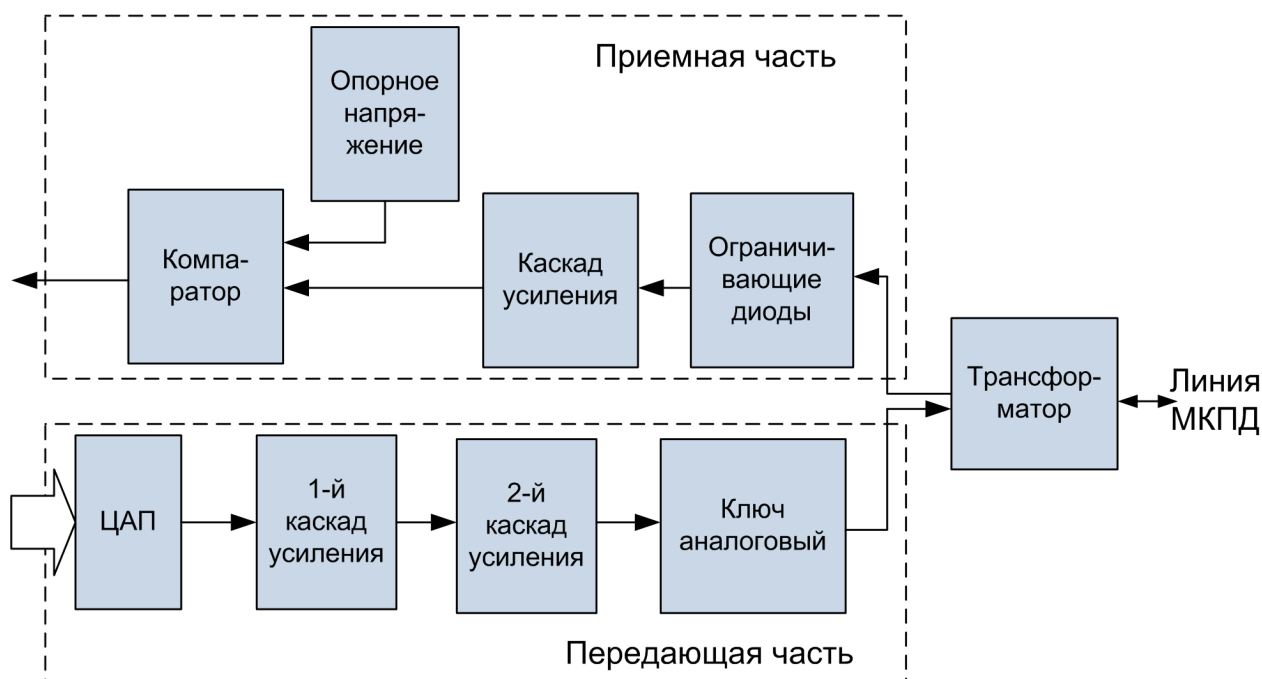 Приемная часть
Опорное
напря-
жение
Компа-
ратор
Каскад
усиления
Ограничи-
вающие
диоды
Трансфор-
матор
Линия
МКПД
ЦАП
1-й
каскад
усиления
2-й
каскад
усиления
Ключ
аналоговый
Передающая часть